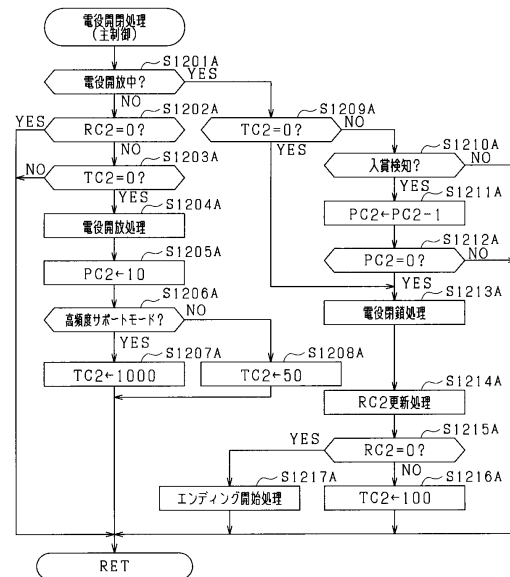 電役開閉処理
(主制御)
S1201A
電役開放中?
YES
NO
S1202A
YES
RC2=0?
NO
S1203A
NO
TC2=0?
YES
S1204A
電役開放処理
S1205A
PC2←10
S1206A
高頻度サポートモード?
NO
YES
S1207A
TC2←1000
S1208A
TC2←50
S1209A
TC2=0?
NO
YES
S1210A
入賞検知?
NO
YES
S1211A
PC2←PC2-1
S1212A
PC2=0?
NO
YES
S1213A
電役閉鎖処理
S1214A
RC2更新処理
S1215A
YES
RC2=0?
NO
S1217A
エンディング開始処理
S1216A
TC2←100
RET